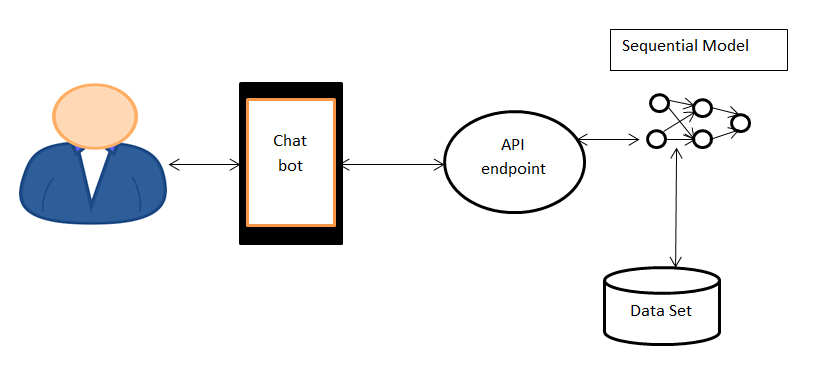 Sequential Model
Chat
bot
API
endpoint
Data Set